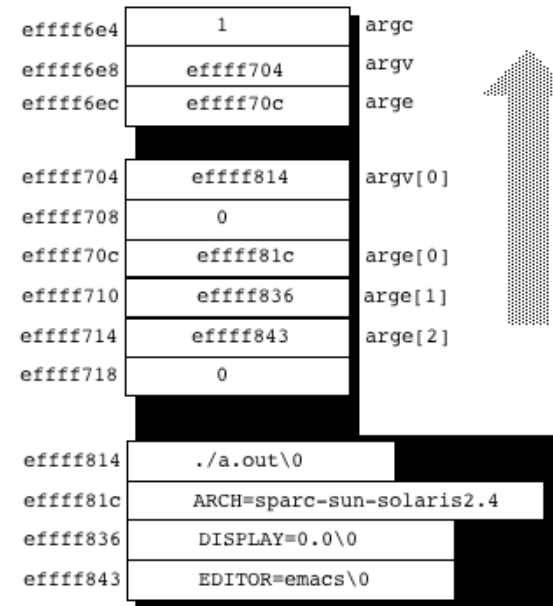 effff6e4 1 argc
effff6e8 effff704 argv
effff6ec effff70c arge
effff704 effff814 argv[0]
effff708 0
effff70c effff81c arge[0]
effff710 effff836 arge[1]
effff714 effff843 arge[2]
effff718 0
effff814 ./a.out\0
effff81c ARCH=sparc-sun-solaris2.4
effff836 DISPLAY=0.0\0
effff843 EDITOR=emacs\0